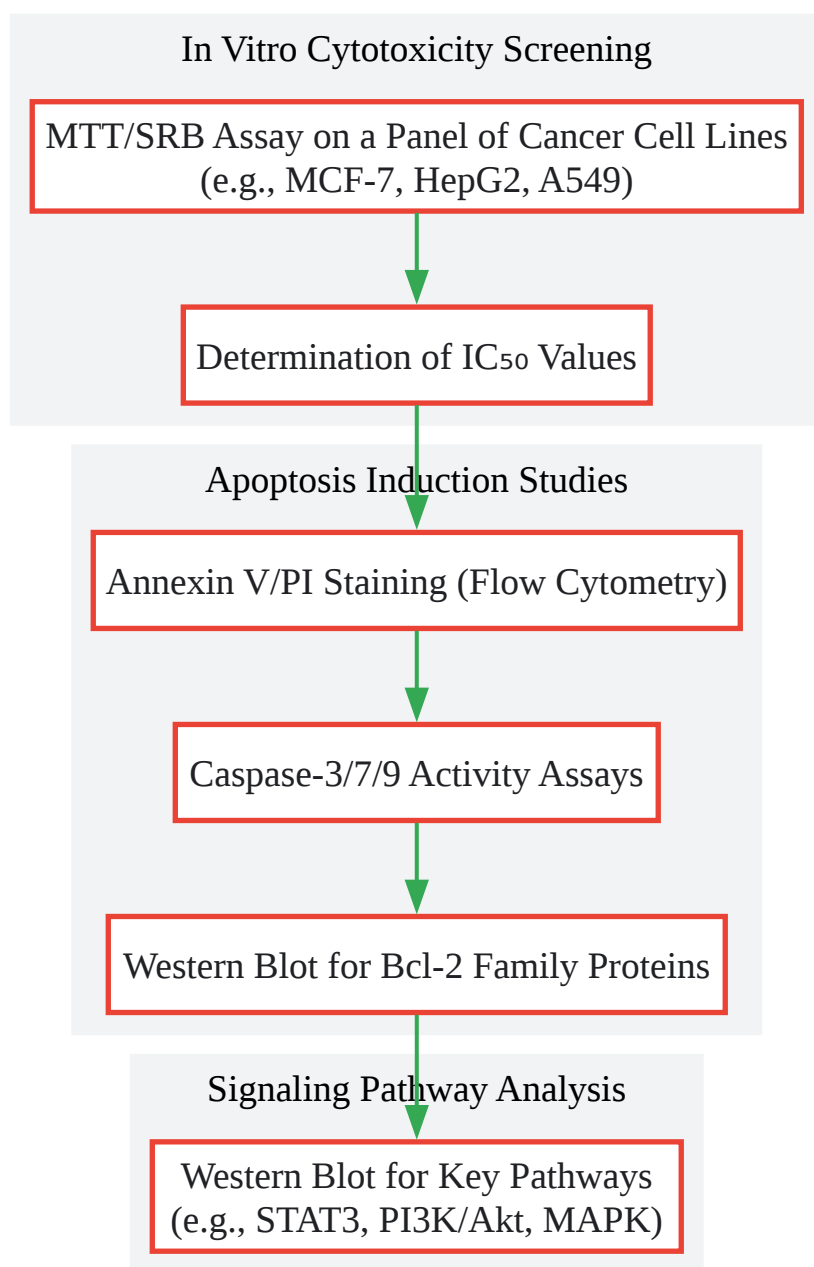 In Vitro Cytotoxicity Screening
MTT/SRB Assay on a Panel of Cancer Cell Lines
(e.g., MCF-7, HepG2, A549)
Determination of IC₅₀ Values
Apoptosis Induction Studies
Annexin V/PI Staining (Flow Cytometry)
Caspase-3/7/9 Activity Assays
Western Blot for Bcl-2 Family Proteins
Signaling Pathway Analysis
Western Blot for Key Pathways
(e.g., STAT3, PI3K/Akt, MAPK)